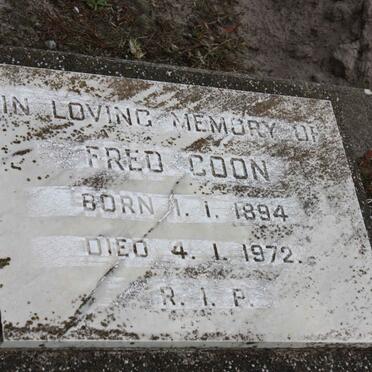 IN LOVING MEMORY OF
FRED COON
BORN 1. 1. 1894
DIED 4. 1. 1972.
R. I. P.